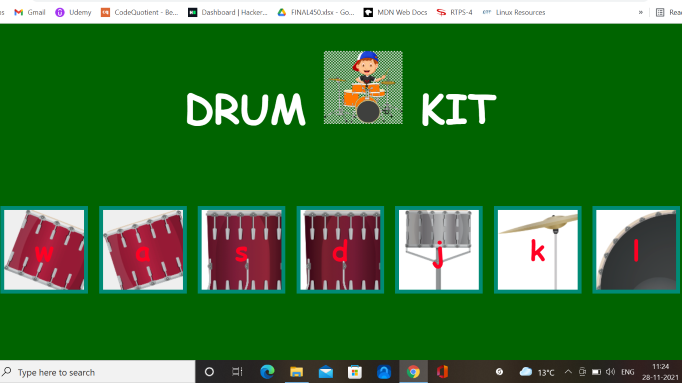 Gmail Udemy CodeQuotient - Be... Dashboard | Hacker... FINAL450.xlsx - Go... MDN Web Docs RTPS-4 Linux Resources » Rea
DRUM KIT
w a s d j k l
Type here to search 13°C ENG 11:24
28-11-2021